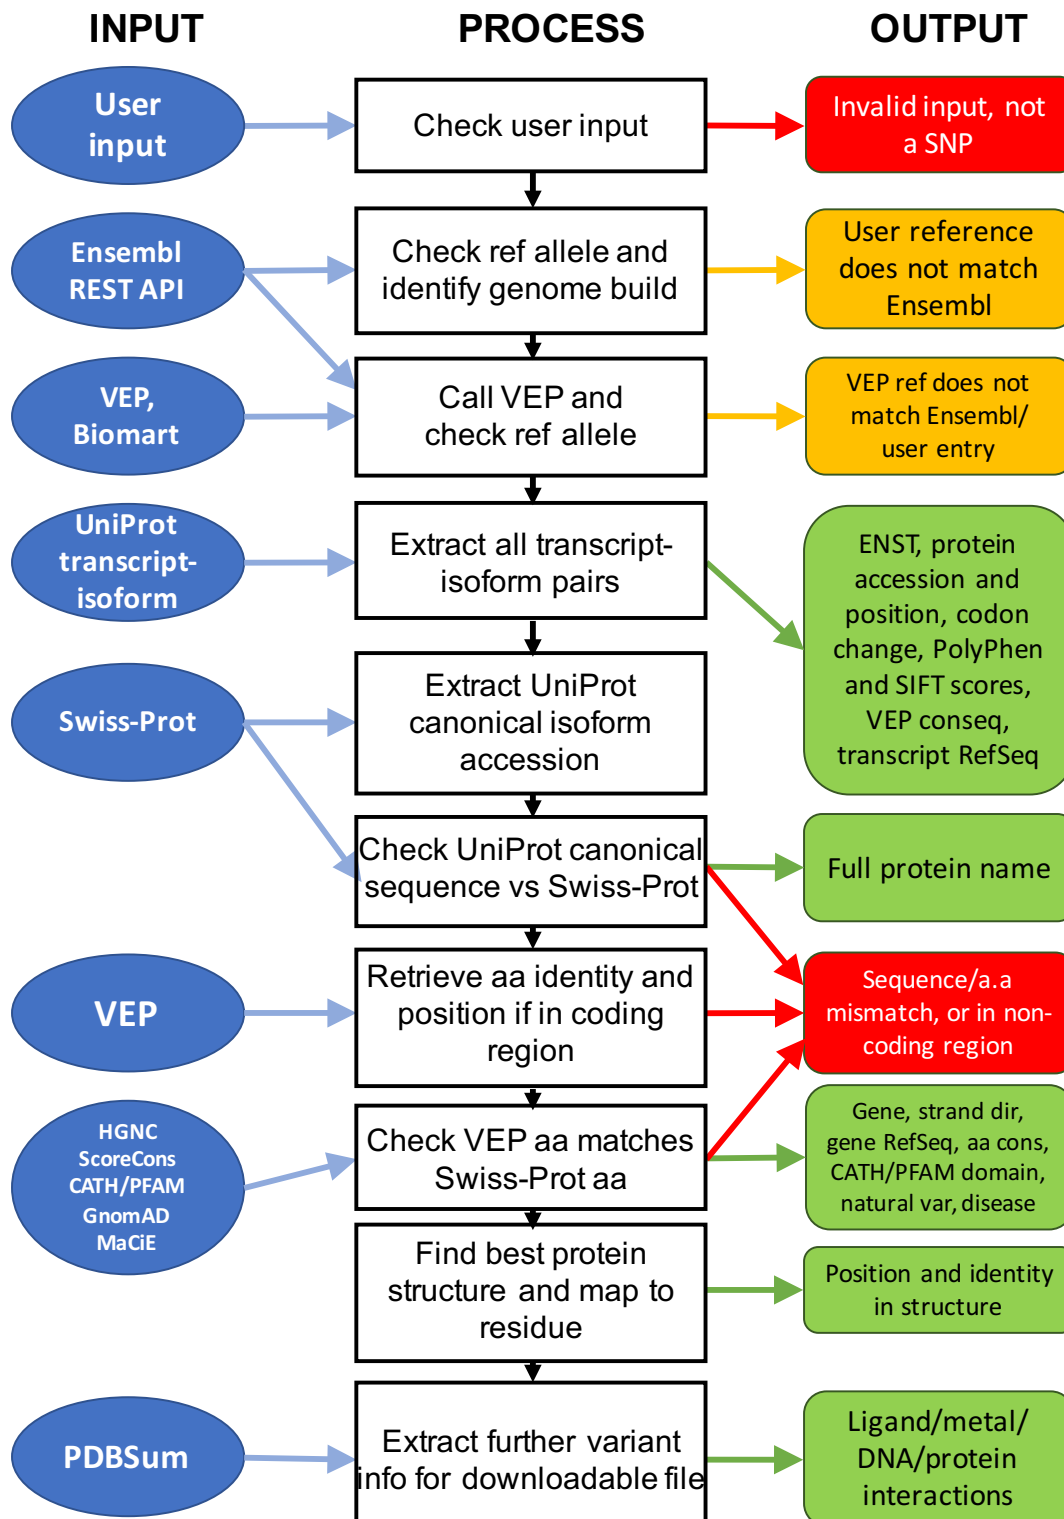 INPUT
PROCESS
OUTPUT
User
input
Check user input
Invalid input, not
a SNP
Ensembl
REST API
Check ref allele and
identify genome build
User reference
does not match
Ensembl
VEP,
Biomart
Call VEP and
check ref allele
VEP ref does not
match Ensembl/
user entry
UniProt
transcript-
isoform
Extract all transcript-
isoform pairs
ENST, protein
accession and
position, codon
change, PolyPhen
and SIFT scores,
VEP conseq,
transcript RefSeq
Swiss-Prot
Extract UniProt
canonical isoform
accession
Check UniProt canonical
sequence vs Swiss-Prot
Full protein name
VEP
Retrieve aa identity and
position if in coding
region
Sequence/a.a
mismatch, or in non-
coding region
HGNC
ScoreCons
CATH/PFAM
GnomAD
MaCiE
Check VEP aa matches
Swiss-Prot aa
Gene, strand dir,
gene RefSeq, aa cons,
CATH/PFAM domain,
natural var, disease
Find best protein
structure and map to
residue
Position and identity
in structure
PDBSum
Extract further variant
info for downloadable file
Ligand/metal/
DNA/protein
interactions